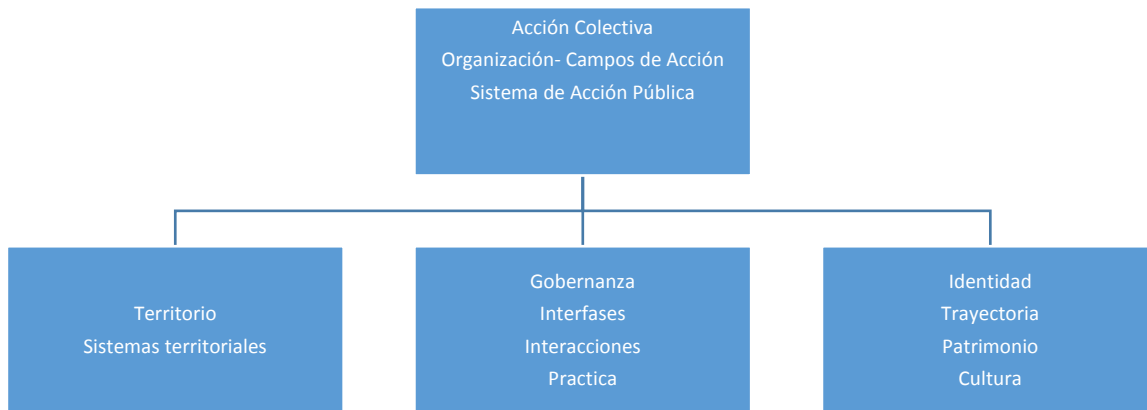 Acción Colectiva
Organización- Campos de Acción
Sistema de Acción Pública
Territorio
Sistemas territoriales
Gobernanza
Interfases
Interacciones
Practica
Identidad
Trayectoria
Patrimonio
Cultura